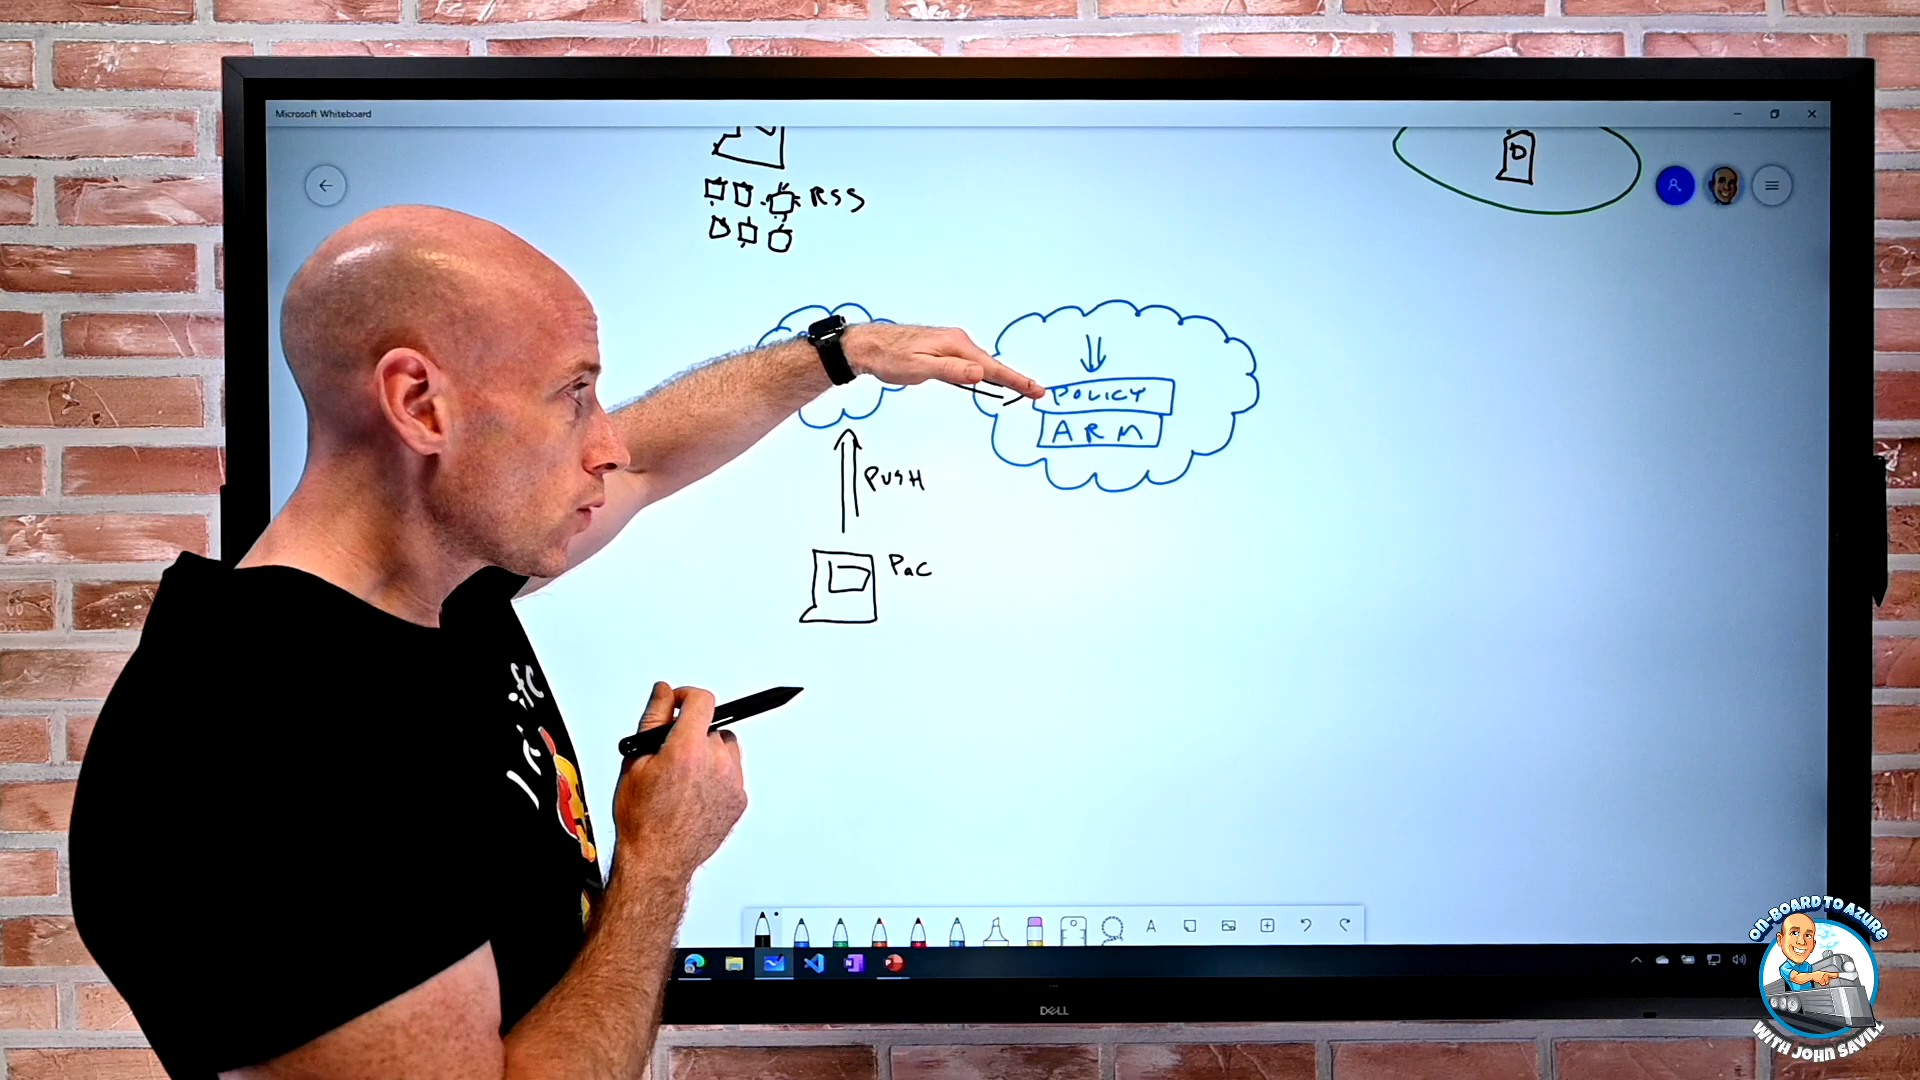 Microsoft Whiteboard
D
RSS
POLICY
ARM
PUSH
PaC
A
DELL
ON-BOARD TO AZURE
WITH JOHN SAVILL